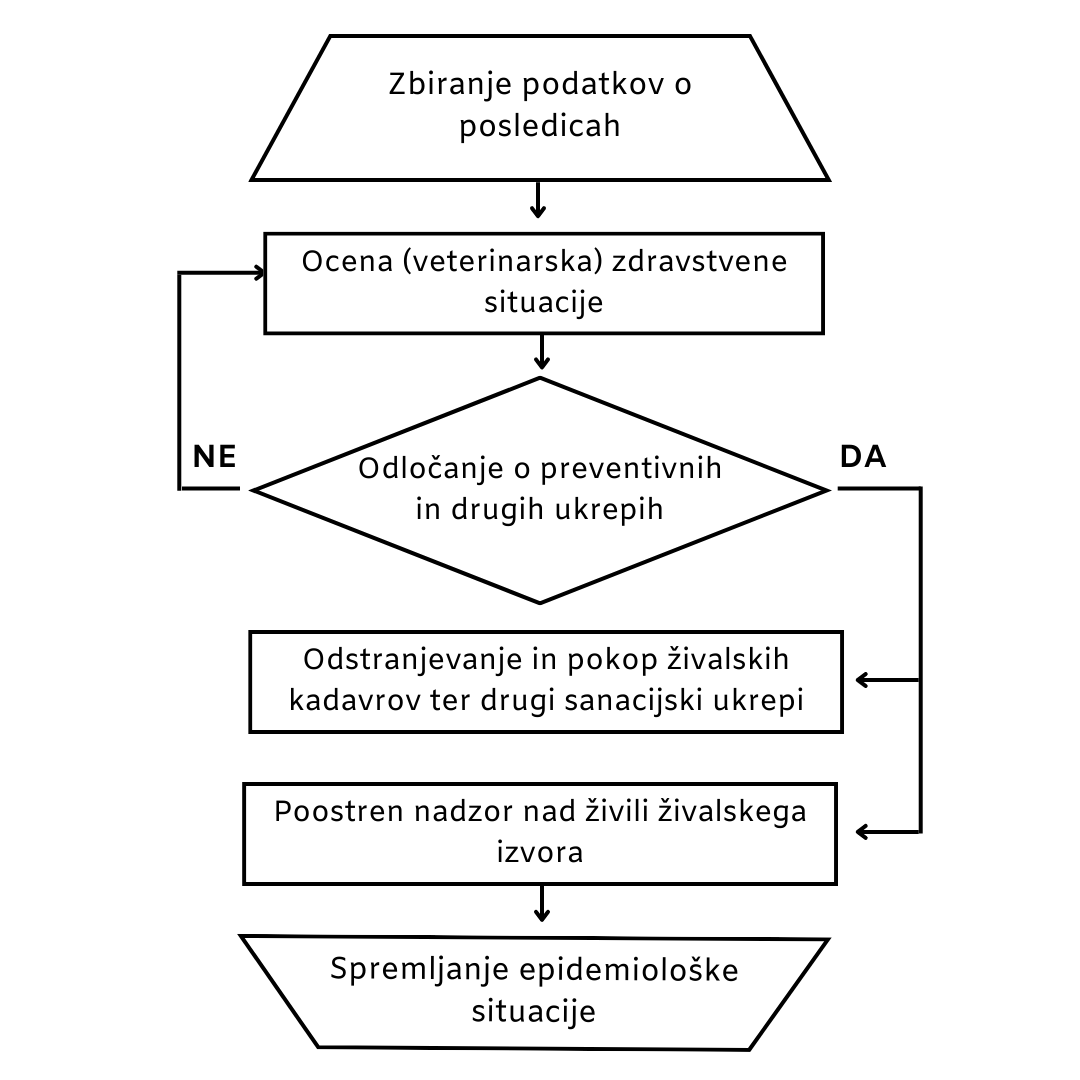 Zbiranje podatkov o
posledicah
Ocena (veterinarska) zdravstvene
situacije
NE
DA
Odločanje o preventivnih
in drugih ukrepih
Odstranjevanje in pokop živalskih
kadavrov ter drugi sanacijski ukrepi
Poostren nadzor nad živili živalskega
izvora
Spremljanje epidemiološke
situacije